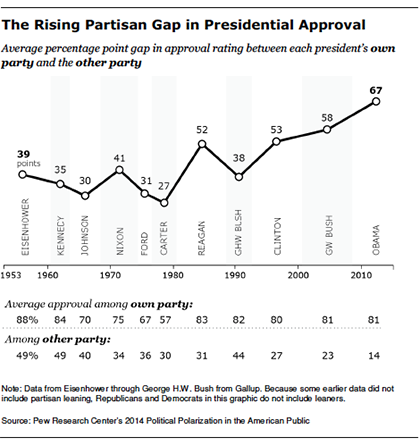 The Rising Partisan Gap in Presidential Approval
Average percentage point gap in approval rating between each president's own
party and the other party
39
points
35
30
41
31
27
52
38
53
58
67
EISENHOWER
KENNEDY
JOHNSON
NIXON
FORD
CARTER
REAGAN
GHW BUSH
CLINTON
GW BUSH
OBAMA
1953 1960 1970 1980 1990 2000 2010
Average approval among own party:
88% 84 70 75 67 57 83 82 80 81 81
Among other party:
49% 49 40 34 36 30 31 44 27 23 14
Note: Data from Eisenhower through George H.W. Bush from Gallup. Because some earlier data did not
include partisan leaning, Republicans and Democrats in this graphic do not include leaners.
Source: Pew Research Center's 2014 Political Polarization in the American Public